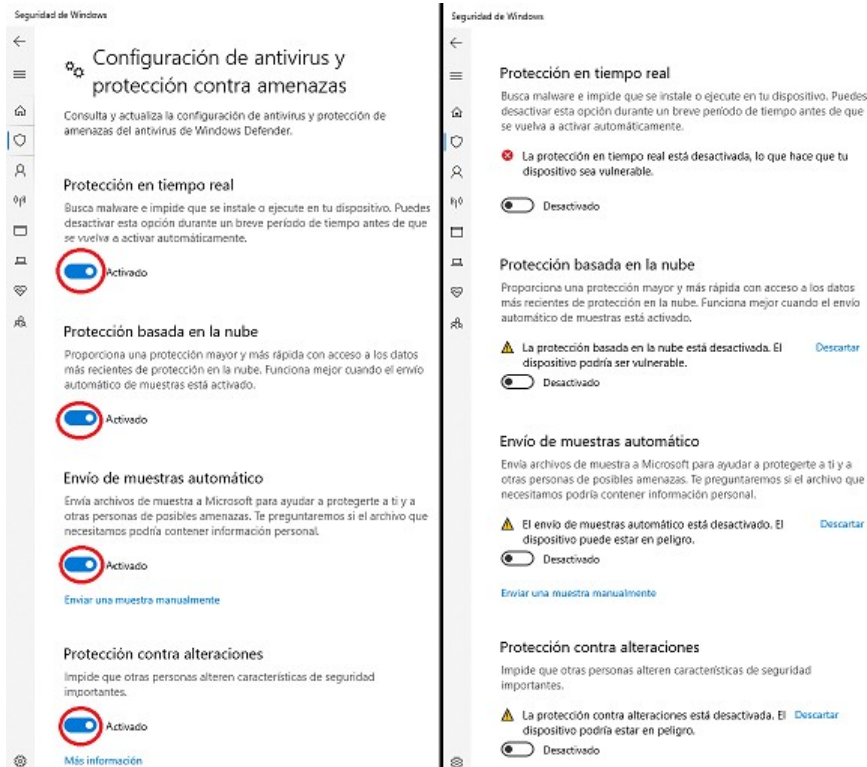 Seguridad de Windows
Configuración de antivirus y
protección contra amenazas
Consulta y actualiza la configuración de antivirus y protección de
amenazas del antivirus de Windows Defender.
Protección en tiempo real
Busca malware e impide que se instale o ejecute en tu dispositivo. Puedes
desactivar esta opción durante un breve período de tiempo antes de que
se vuelva a activar automáticamente.
Activado
Protección basada en la nube
Proporciona una protección mayor y más rápida con acceso a los datos
más recientes de protección en la nube. Funciona mejor cuando el envío
automático de muestras está activado.
Activado
Envío de muestras automático
Envía archivos de muestra a Microsoft para ayudar a protegerte a ti y a
otras personas de posibles amenazas. Te preguntaremos si el archivo que
necesitamos podría contener información personal.
Activado
Enviar una muestra manualmente
Protección contra alteraciones
Impide que otras personas alteren características de seguridad
importantes.
Activado
Más información
Seguridad de Windows
Protección en tiempo real
Busca malware e impide que se instale o ejecute en tu dispositivo. Puedes
desactivar esta opción durante un breve período de tiempo antes de que
se vuelva a activar automáticamente.
La protección en tiempo real está desactivada, lo que hace que tu
dispositivo sea vulnerable.
Desactivado
Protección basada en la nube
Proporciona una protección mayor y más rápida con acceso a los datos
más recientes de protección en la nube. Funciona mejor cuando el envío
automático de muestras está activado.
La protección basada en la nube está desactivada. El Descartar
dispositivo podría ser vulnerable.
Desactivado
Envío de muestras automático
Envía archivos de muestra a Microsoft para ayudar a protegerte a ti y a
otras personas de posibles amenazas. Te preguntaremos si el archivo que
necesitamos podría contener información personal.
El envío de muestras automático está desactivado. El Descartar
dispositivo puede estar en peligro.
Desactivado
Enviar una muestra manualmente
Protección contra alteraciones
Impide que otras personas alteren características de seguridad
importantes.
La protección contra alteraciones está desactivada. El Descartar
dispositivo podría estar en peligro.
Desactivado